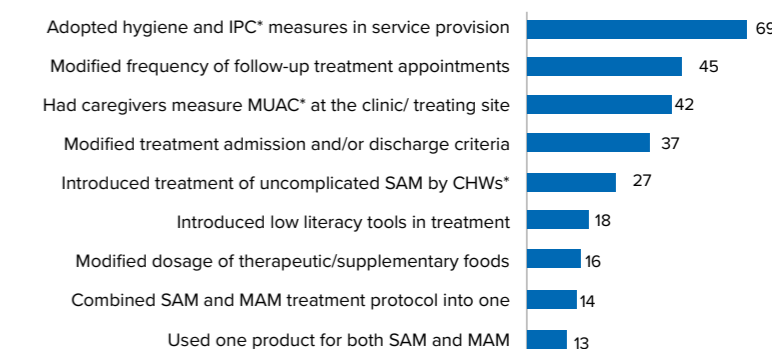 Adopted hygiene and IPC* measures in service provision 69
Modified frequency of follow-up treatment appointments 45
Had caregivers measure MUAC* at the clinic/ treating site 42
Modified treatment admission and/or discharge criteria 37
Introduced treatment of uncomplicated SAM by CHWs* 27
Introduced low literacy tools in treatment 18
Modified dosage of therapeutic/supplementary foods 16
Combined SAM and MAM treatment protocol into one 14
Used one product for both SAM and MAM 13